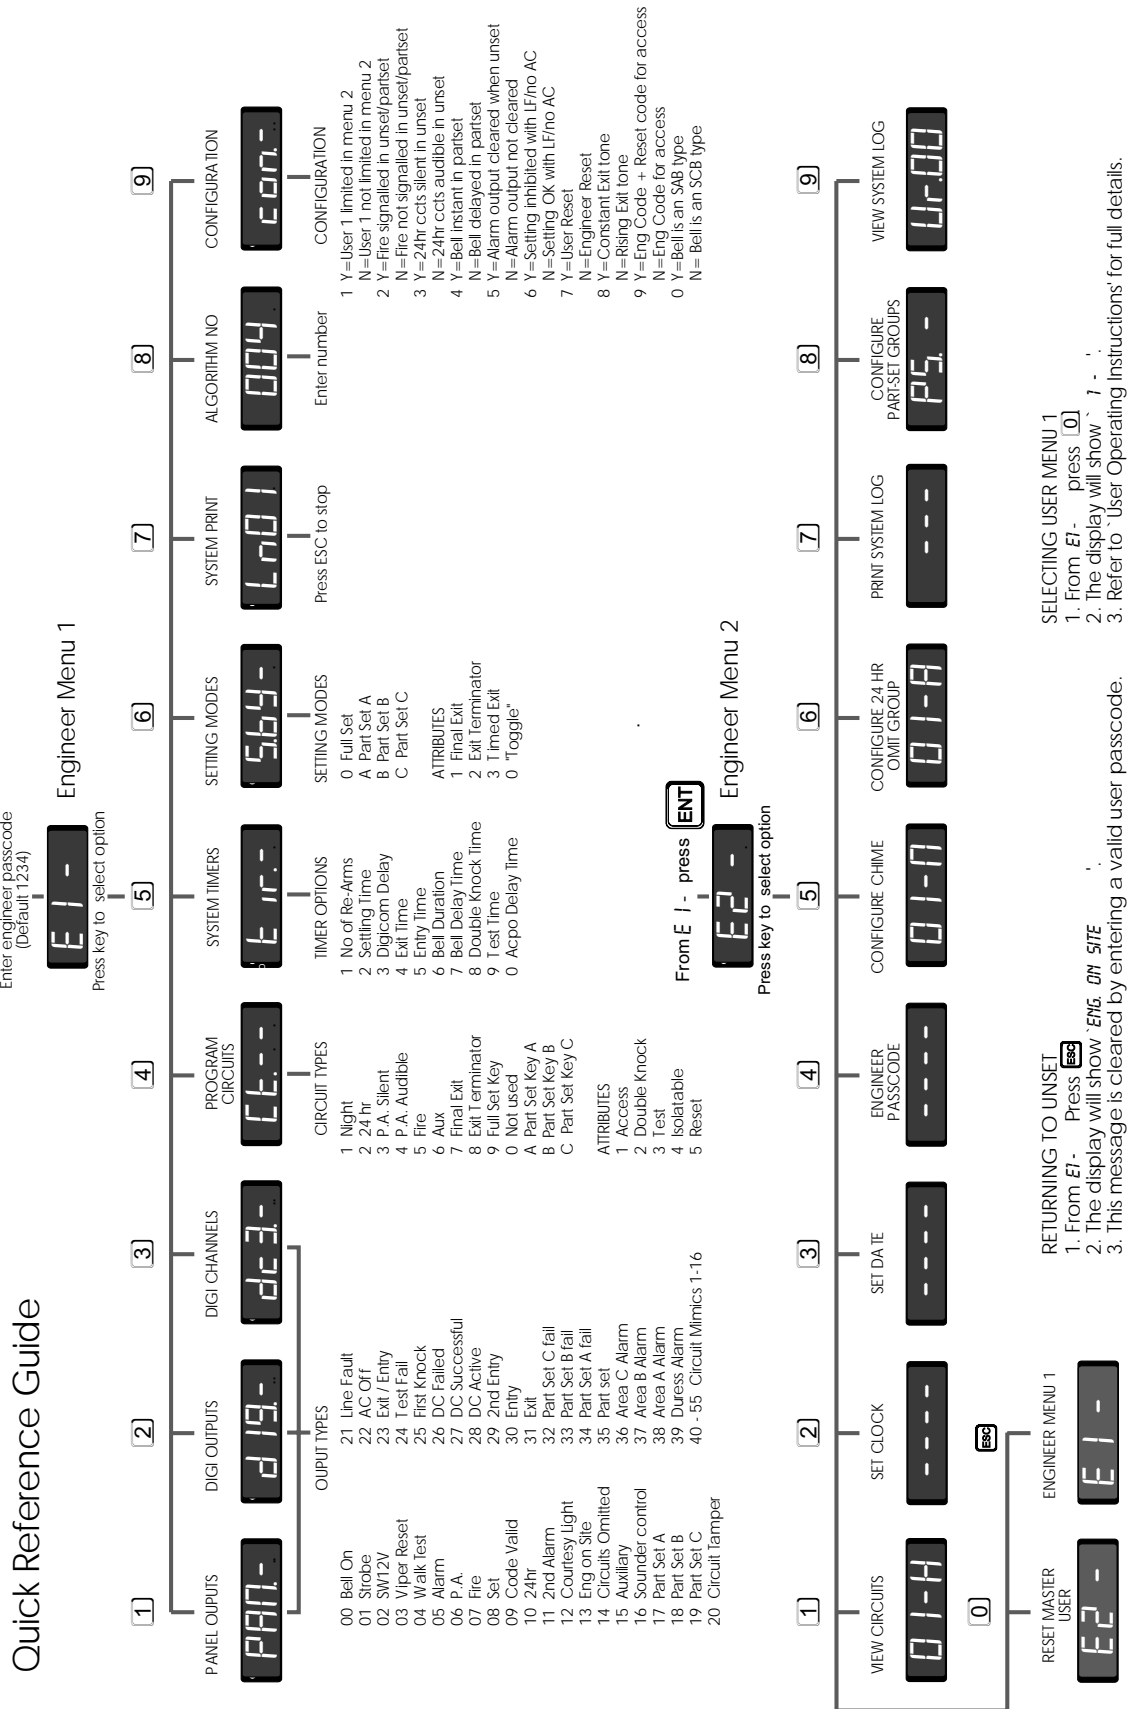 Quick Reference Guide
Enter engineer passcode
(Default 1234)
E1 -
Engineer Menu 1
Press key to select option
1
2
3
4
5
6
7
8
9
PANEL OUPUTS
DIGI OUTPUTS
DIGI CHANNELS
PROGRAM
CIRCUITS
SYSTEM TIMERS
SETTING MODES
SYSTEM PRINT
ALGORITHM NO
CONFIGURATION
PAn.-
d 19.-
dc3.-
Ct.--
t ir.-
S.by-
Ln01
004
con.-
OUPUT TYPES
00 Bell On
01 Strobe
02 SW12V
03 Viper Reset
04 Walk Test
05 Alarm
06 P.A.
07 Fire
08 Set
09 Code Valid
10 24hr
11 2nd Alarm
12 Courtesy Light
13 Eng on Site
14 Circuits Omitted
15 Auxiliary
16 Sounder control
17 Part Set A
18 Part Set B
19 Part Set C
20 Circuit Tamper
21 Line Fault
22 AC Off
23 Exit / Entry
24 Test Fail
25 First Knock
26 DC Failed
27 DC Successful
28 DC Active
29 2nd Entry
30 Entry
31 Exit
32 Part Set C fail
33 Part Set B fail
34 Part Set A fail
35 Part set
36 Area C Alarm
37 Area B Alarm
38 Area A Alarm
39 Duress Alarm
40 - 55 Circuit Mimics 1-16
CIRCUIT TYPES
1 Night
2 24 hr
3 P.A. Silent
4 P.A. Audible
5 Fire
6 Aux
7 Final Exit
8 Exit Terminator
9 Full Set Key
0 Not used
A Part Set Key A
B Part Set Key B
C Part Set Key C
ATTRIBUTES
1 Access
2 Double Knock
3 Test
4 Isolatable
5 Reset
TIMER OPTIONS
1 No of Re-Arms
2 Settling Time
3 Digicom Delay
4 Exit Time
5 Entry Time
6 Bell Duration
7 Bell Delay Time
8 Double Knock Time
9 Test Time
0 Acpo Delay Time
SETTING MODES
0 Full Set
A Part Set A
B Part Set B
C Part Set C
ATTRIBUTES
1 Final Exit
2 Exit Terminator
3 Timed Exit
0 "Toggle"
Press ESC to stop
Enter number
CONFIGURATION
1 Y=User 1 limited in menu 2
N=User 1 not limited in menu 2
2 Y=Fire signalled in unset/partset
N=Fire not signalled in unset/partset
3 Y=24hr ccts silent in unset
N=24hr ccts audible in unset
4 Y=Bell instant in partset
N=Bell delayed in partset
5 Y=Alarm output cleared when unset
N=Alarm output not cleared
6 Y=Setting inhibited with LF/no AC
N=Setting OK with LF/no AC
7 Y=User Reset
N=Engineer Reset
8 Y=Constant Exit tone
N=Rising Exit tone
9 Y=Eng Code + Reset code for access
N=Eng Code for access
0 Y=Bell is an SAB type
N= Bell is an SCB type
From E 1 - press ENT
E2 -
Engineer Menu 2
Press key to select option
1
2
3
4
5
6
7
8
9
VIEW CIRCUITS
SET CLOCK
SET DATE
ENGINEER
PASSCODE
CONFIGURE CHIME
CONFIGURE 24 HR
OMIT GROUP
PRINT SYSTEM LOG
CONFIGURE
PART-SET GROUPS
VIEW SYSTEM LOG
01-H
----
----
----
01-n
01-A
---
PS. -
Ur.00
0
ESC
RESET MASTER
USER
ENGINEER MENU 1
E2 -
E1 -
RETURNING TO UNSET
1. From E1 - Press ESC
2. The display will show `ENG. ON SITE '.
3. This message is cleared by entering a valid user passcode.
SELECTING USER MENU 1
1. From E1 - press 0
2. The display will show ` 1 - '.
3. Refer to `User Operating Instructions' for full details.